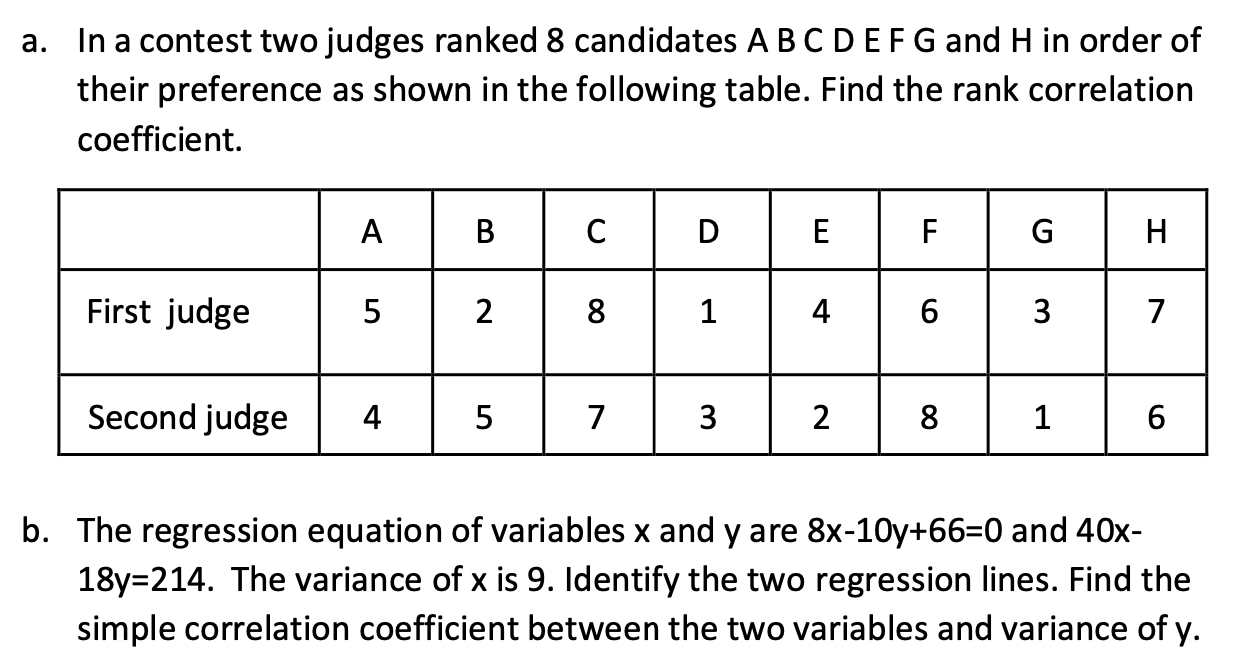 a. In a contest two judges ranked 8 candidates A B C D E F G and H in order of
their preference as shown in the following table. Find the rank correlation
coefficient.
A B C D E F G H
First judge 5 2 8 1 4 6 3 7
Second judge 4 5 7 3 2 8 1 6
b. The regression equation of variables x and y are 8x-10y+66=0 and 40x-
18y=214. The variance of x is 9. Identify the two regression lines. Find the
simple correlation coefficient between the two variables and variance of y.